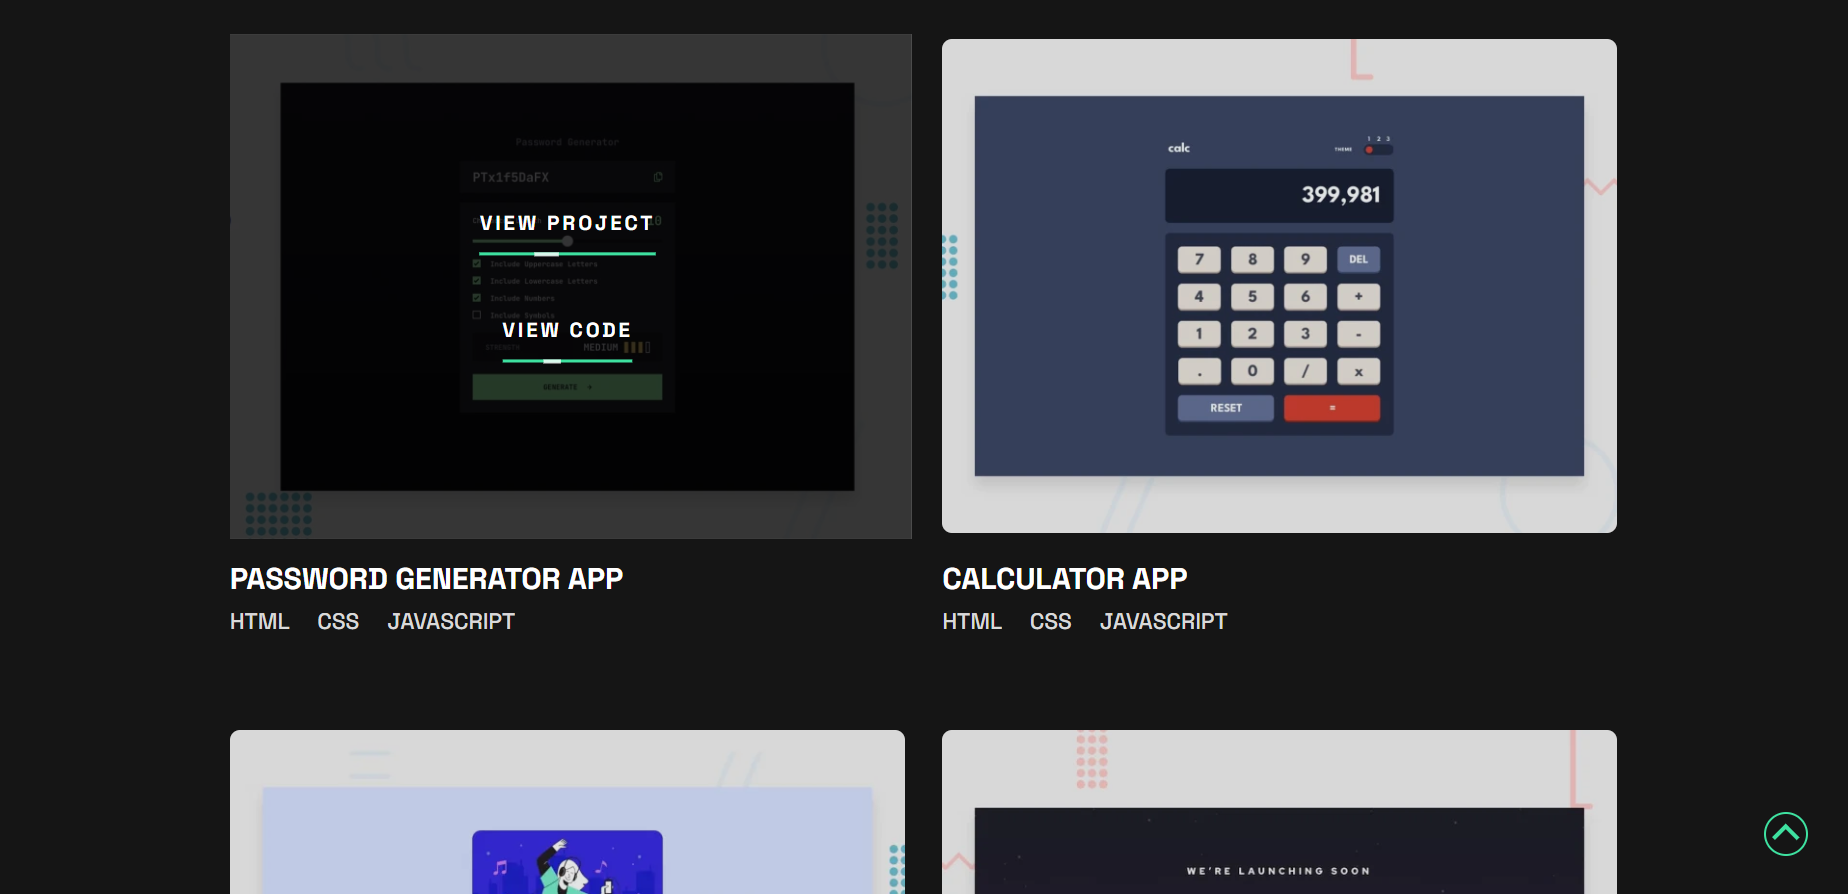 Password Generator
PTx1f5DaFX
VIEW PROJECT
10
Include Uppercase Letters
Include Lowercase Letters
Include Numbers
Include Symbols
VIEW CODE
STRENGTH
MEDIUM
GENERATE
calc
1 2 3
THEME
399,981
7 8 9 DEL
4 5 6 +
1 2 3 -
. 0 / x
RESET =
PASSWORD GENERATOR APP
HTML CSS JAVASCRIPT
CALCULATOR APP
HTML CSS JAVASCRIPT
WE'RE LAUNCHING SOON